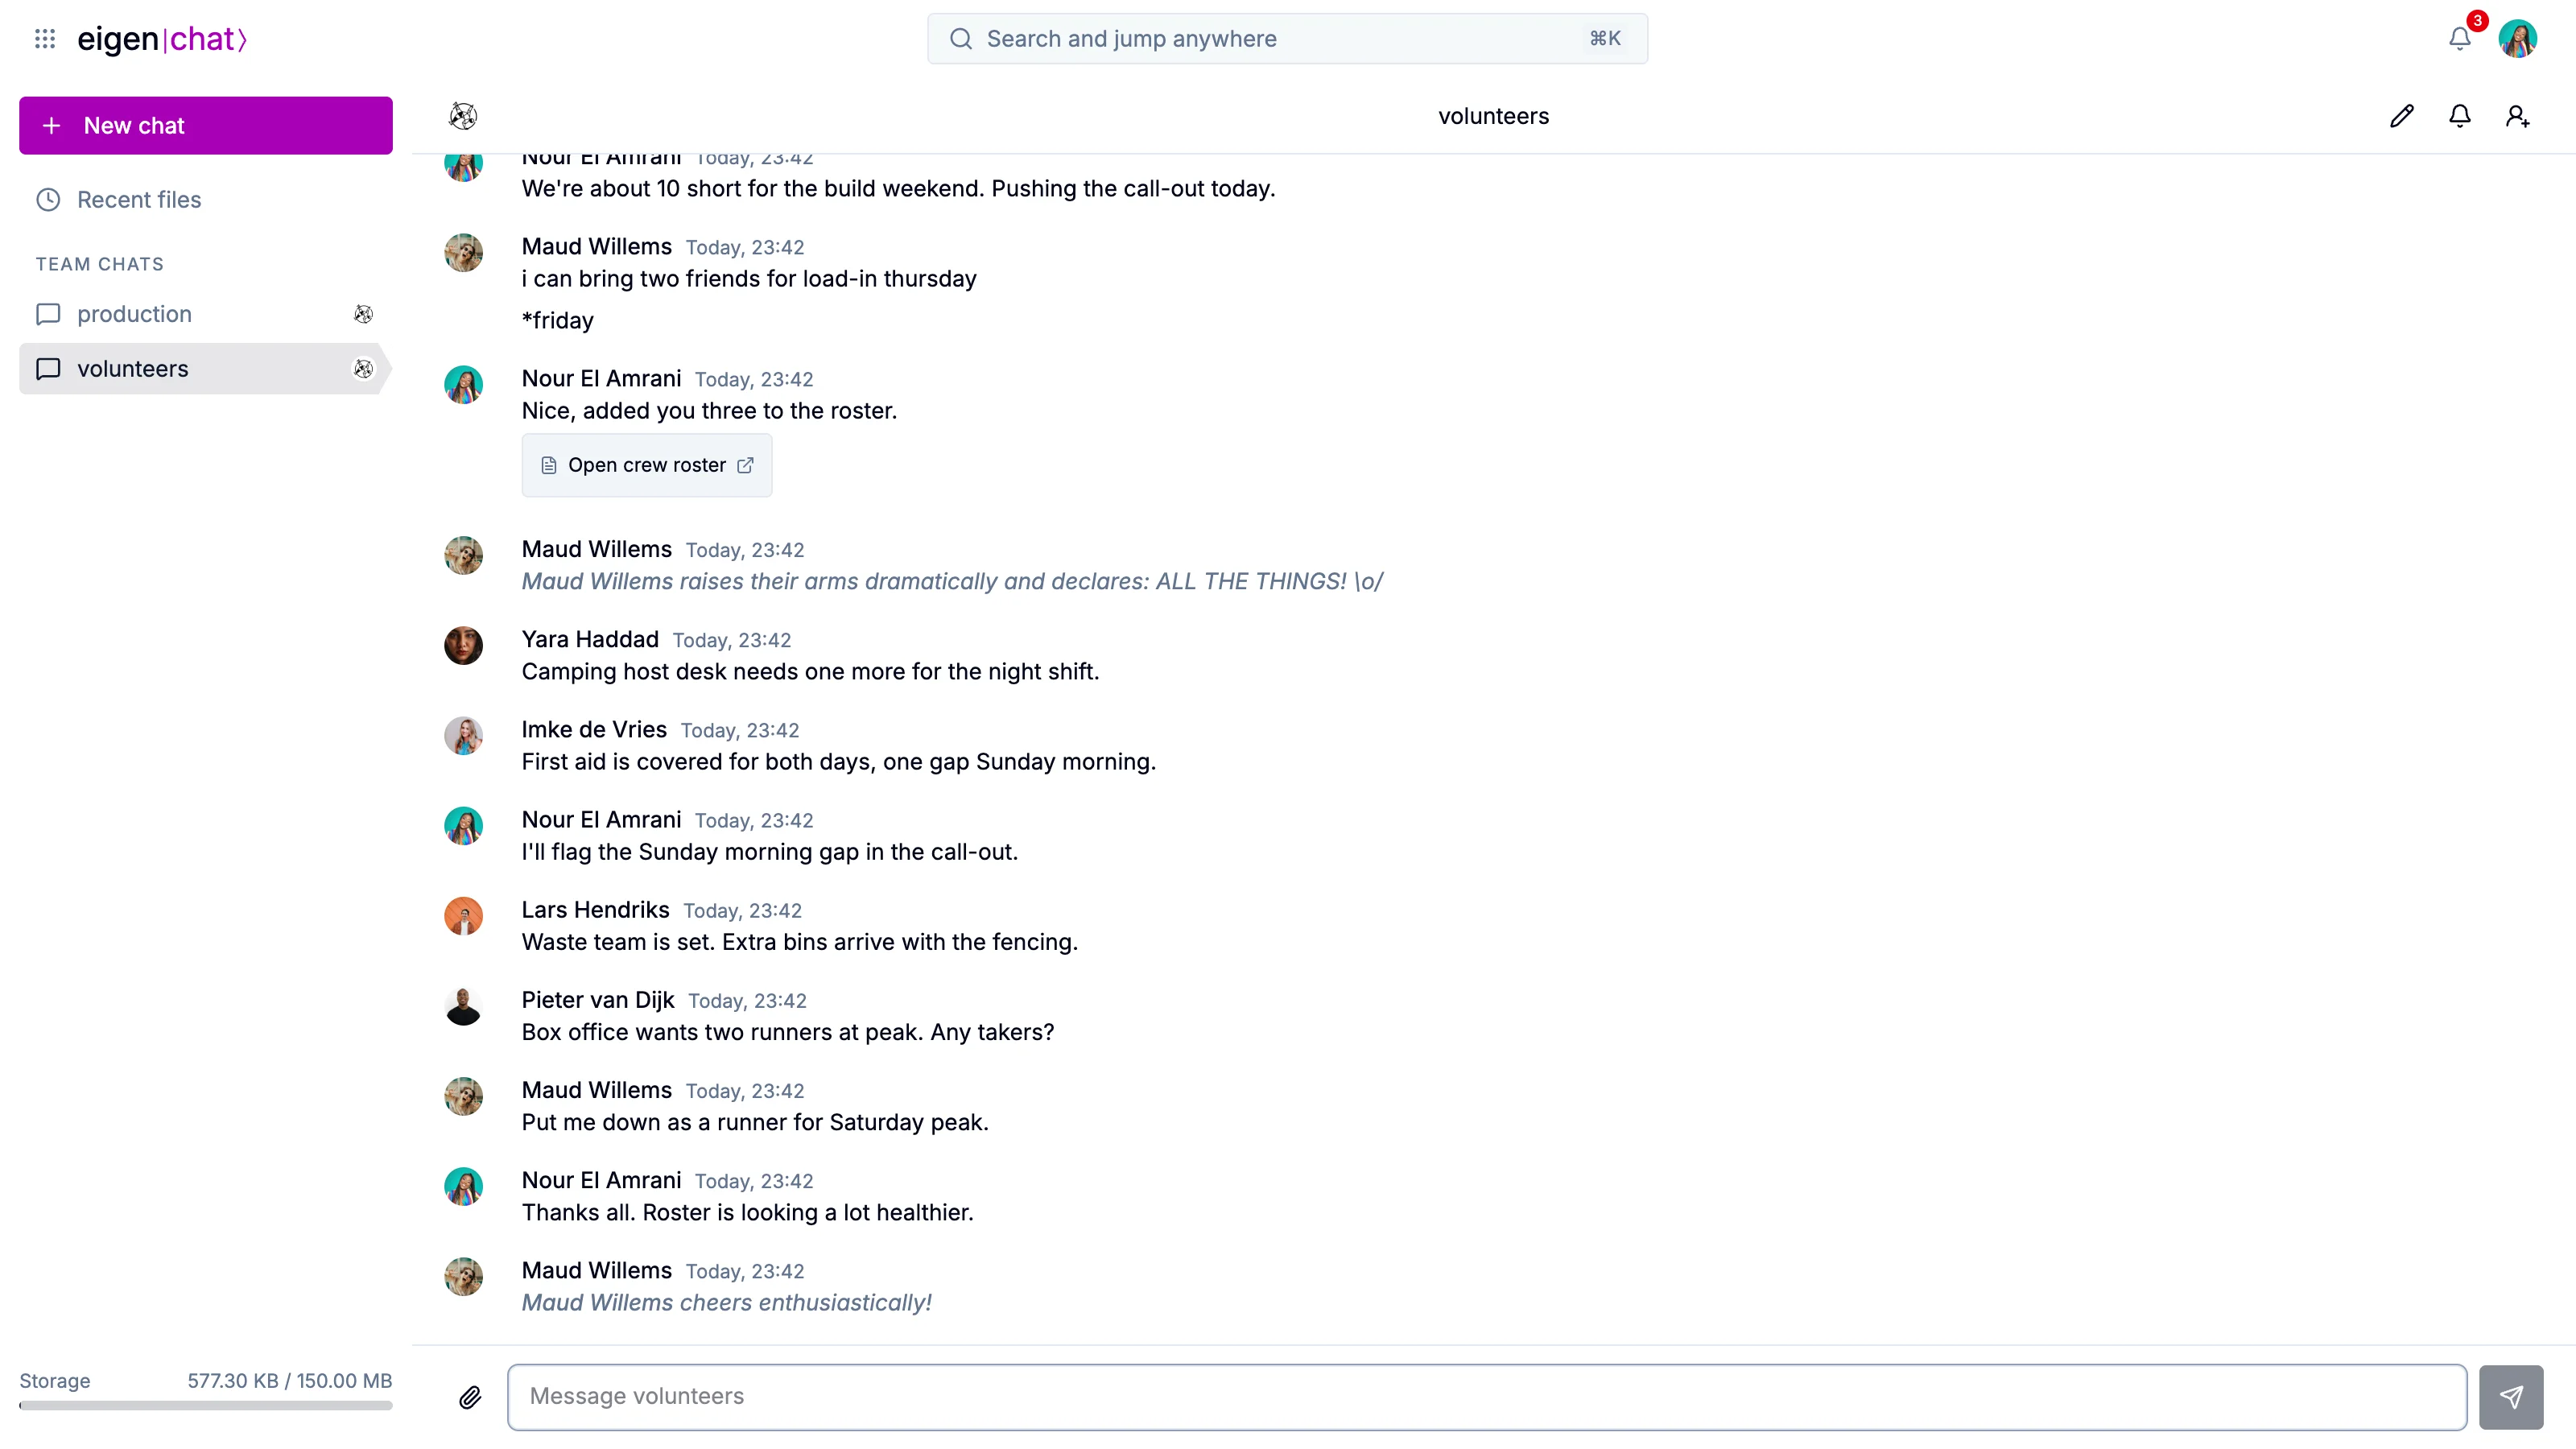 eigen|chat⟩
Search and jump anywhere ⌘K
3
New chat
Recent files
TEAM CHATS
production
volunteers
Storage 577.30 KB / 150.00 MB
volunteers
Nour El Amrani Today, 23:42
We're about 10 short for the build weekend. Pushing the call-out today.
Maud Willems Today, 23:42
i can bring two friends for load-in thursday
*friday
Nour El Amrani Today, 23:42
Nice, added you three to the roster.
Open crew roster
Maud Willems Today, 23:42
Maud Willems raises their arms dramatically and declares: ALL THE THINGS! \o/
Yara Haddad Today, 23:42
Camping host desk needs one more for the night shift.
Imke de Vries Today, 23:42
First aid is covered for both days, one gap Sunday morning.
Nour El Amrani Today, 23:42
I'll flag the Sunday morning gap in the call-out.
Lars Hendriks Today, 23:42
Waste team is set. Extra bins arrive with the fencing.
Pieter van Dijk Today, 23:42
Box office wants two runners at peak. Any takers?
Maud Willems Today, 23:42
Put me down as a runner for Saturday peak.
Nour El Amrani Today, 23:42
Thanks all. Roster is looking a lot healthier.
Maud Willems Today, 23:42
Maud Willems cheers enthusiastically!
Message volunteers